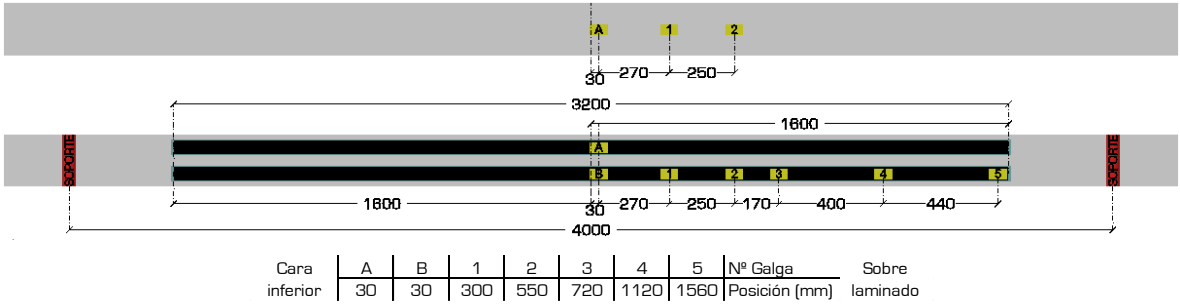 A 1 2
30 270 250
3200
1600
SOPORTE A SOPORTE
B 1 2 3 4 5
1600 30 270 250 170 400 440
4000
Cara A B 1 2 3 4 5 Nº Galga Sobre
inferior 30 30 300 550 720 1120 1560 Posición (mm) laminado